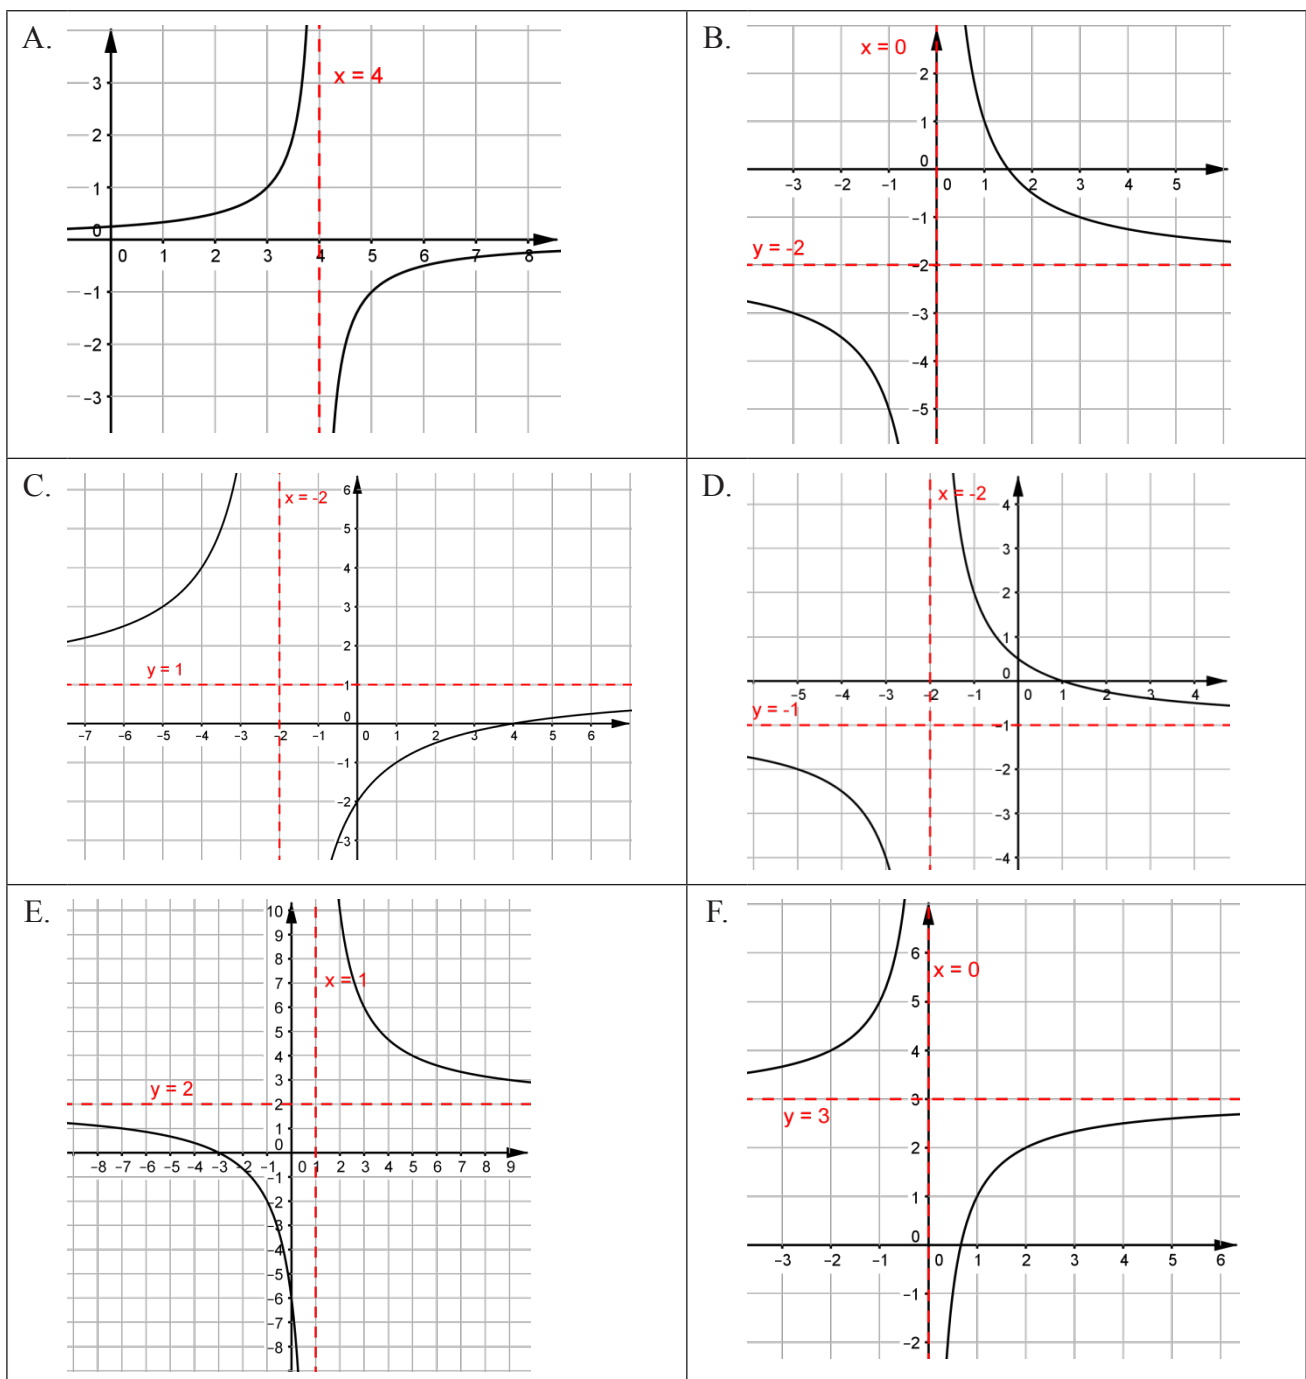 A.
x = 4
3
2
1
0
0 1 2 3 4 5 6 7 8
−1
−2
−3
B.
x = 0
2
1
0
−3 −2 −1 0 1 2 3 4 5
−1
y = -2
−2
−3
−4
−5
C.
x = -2
6
5
4
3
2
y = 1
1
0
−7 −6 −5 −4 −3 −2 −1 0 1 2 3 4 5 6
−1
−2
−3
D.
x = -2
4
3
2
1
0
−5 −4 −3 −2 −1 0 1 2 3 4
y = -1
−1
−2
−3
−4
E.
10
9
8
x = 1
7
6
5
4
3
y = 2
2
1
0
−8 −7 −6 −5 −4 −3 −2 −1 0 1 2 3 4 5 6 7 8 9
−1
−2
−3
−4
−5
−6
−7
−8
F.
6
x = 0
5
4
3
y = 3
2
1
0
−3 −2 −1 0 1 2 3 4 5 6
−1
−2